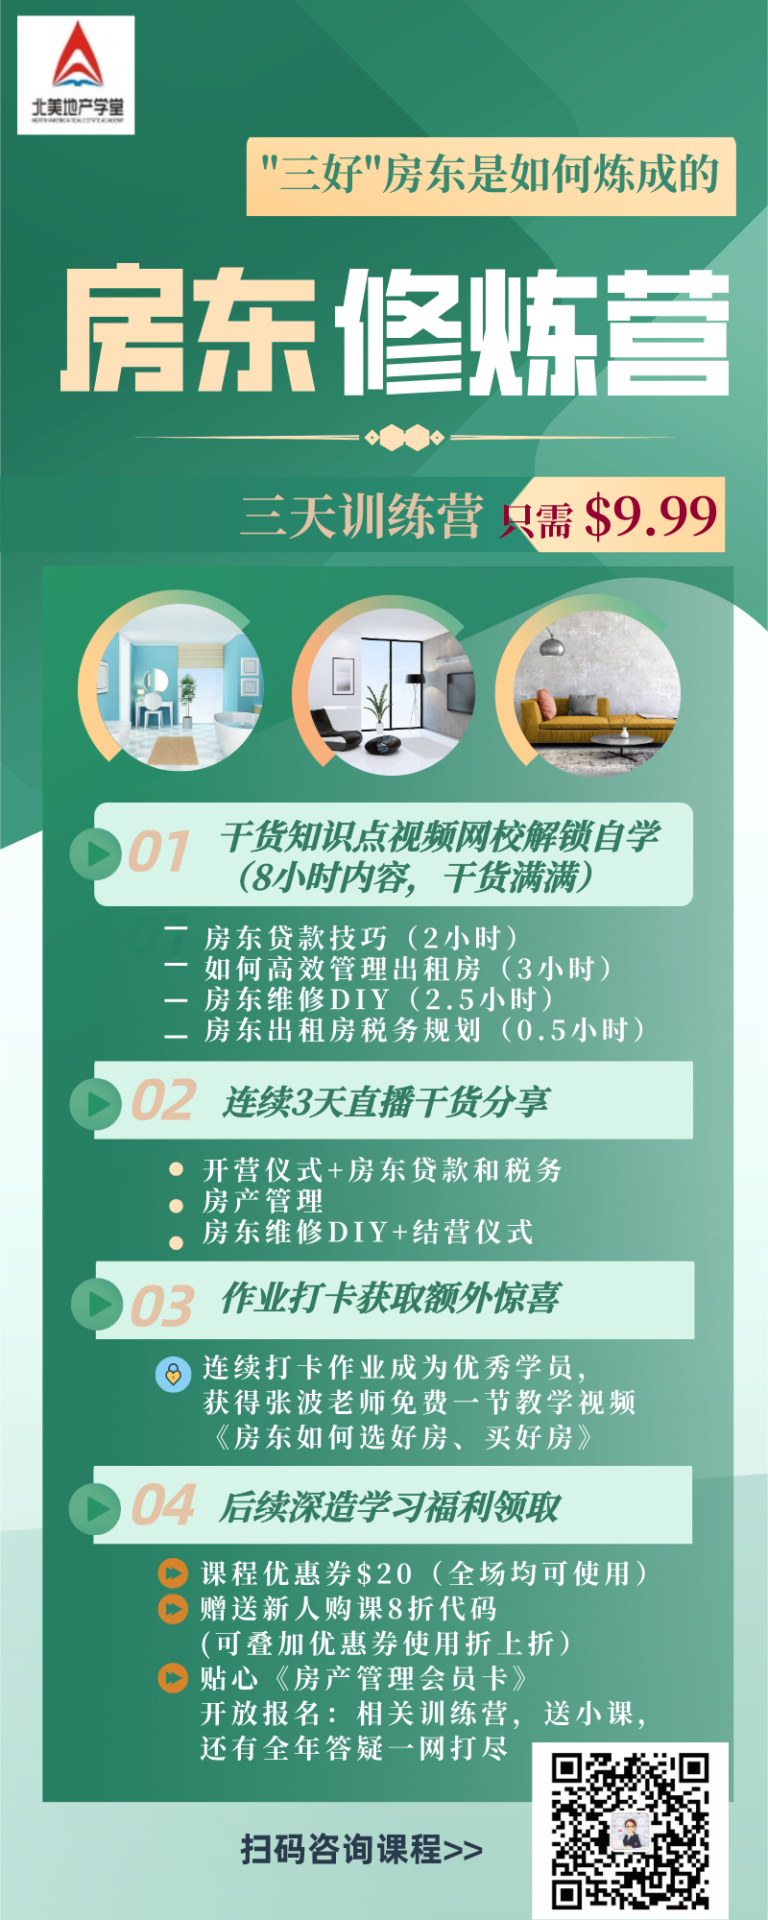 北美地产学堂
NORTH AMERICA REAL ESTATE ACADEMY
"三好"房东是如何炼成的
房东修炼营
三天训练营 只需 $9.99
01 干货知识点视频网校解锁自学
（8小时内容，干货满满）
01
— 房东贷款技巧（2小时）
— 如何高效管理出租房（3小时）
— 房东维修DIY（2.5小时）
— 房东出租房税务规划（0.5小时）
02 连续3天直播干货分享
开营仪式+房东贷款和税务
房产管理
房东维修DIY+结营仪式
03 作业打卡获取额外惊喜
连续打卡作业成为优秀学员，
获得张波老师免费一节教学视频
《房东如何选好房、买好房》
04 后续深造学习福利领取
课程优惠券$20（全场均可使用）
赠送新人购课8折代码
(可叠加优惠券使用折上折）
贴心《房产管理会员卡》
开放报名：相关训练营，送小课，
还有全年答疑一网打尽
扫码咨询课程>>